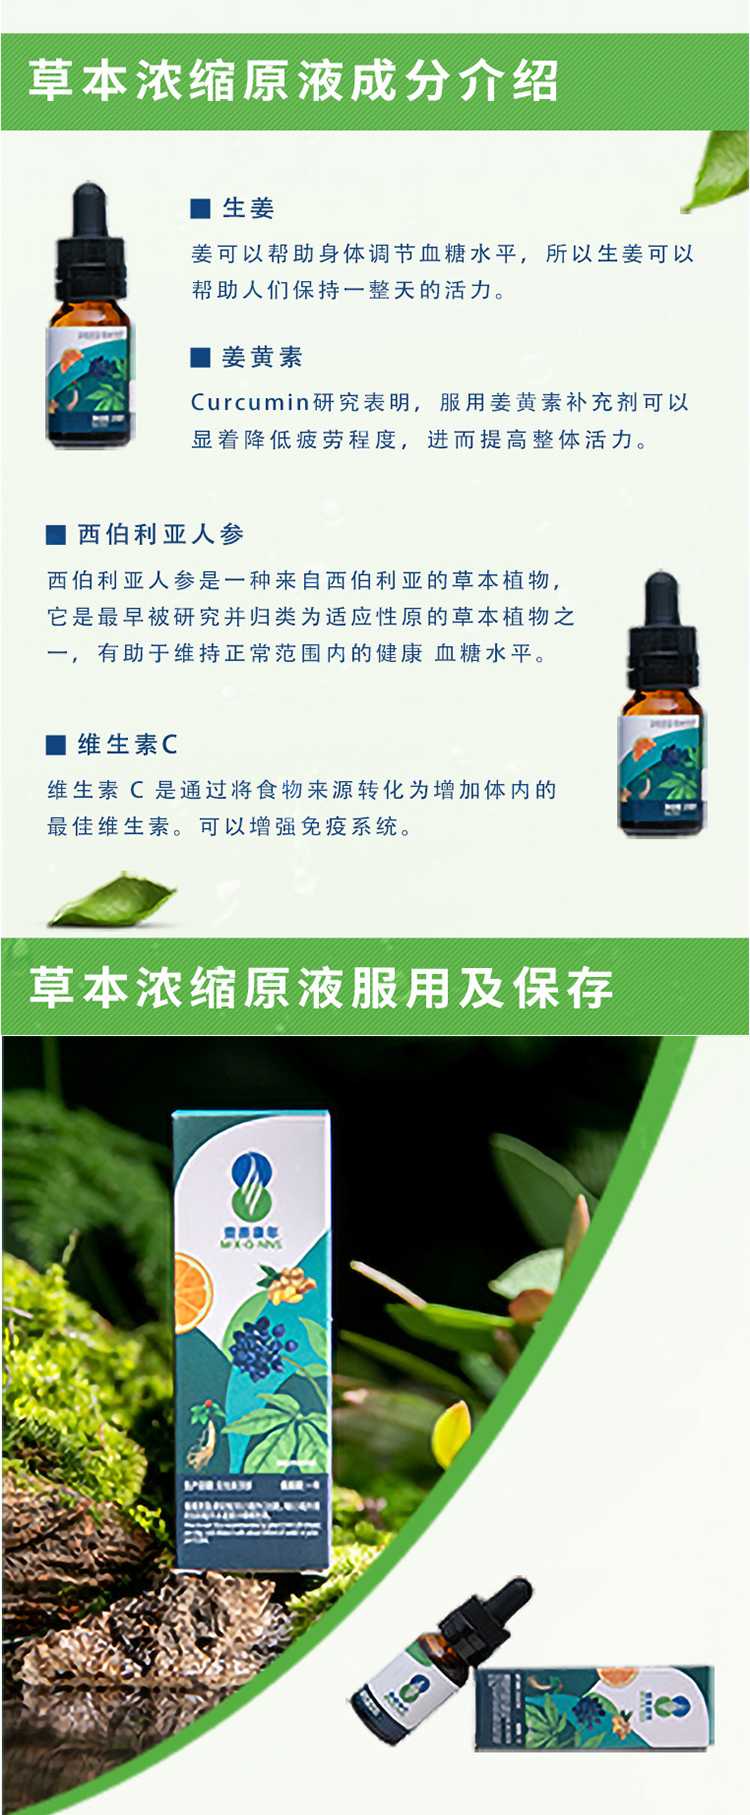 草本浓缩原液成分介绍
■ 生姜
姜可以帮助身体调节血糖水平，所以生姜可以
帮助人们保持一整天的活力。
■ 姜黄素
Curcumin研究表明，服用姜黄素补充剂可以
显着降低疲劳程度，进而提高整体活力。
■ 西伯利亚人参
西伯利亚人参是一种来自西伯利亚的草本植物，
它是最早被研究并归类为适应性原的草本植物之
一，有助于维持正常范围内的健康 血糖水平。
■ 维生素C
维生素 C 是通过将食物来源转化为增加体内的
最佳维生素。可以增强免疫系统。
草本浓缩原液服用及保存